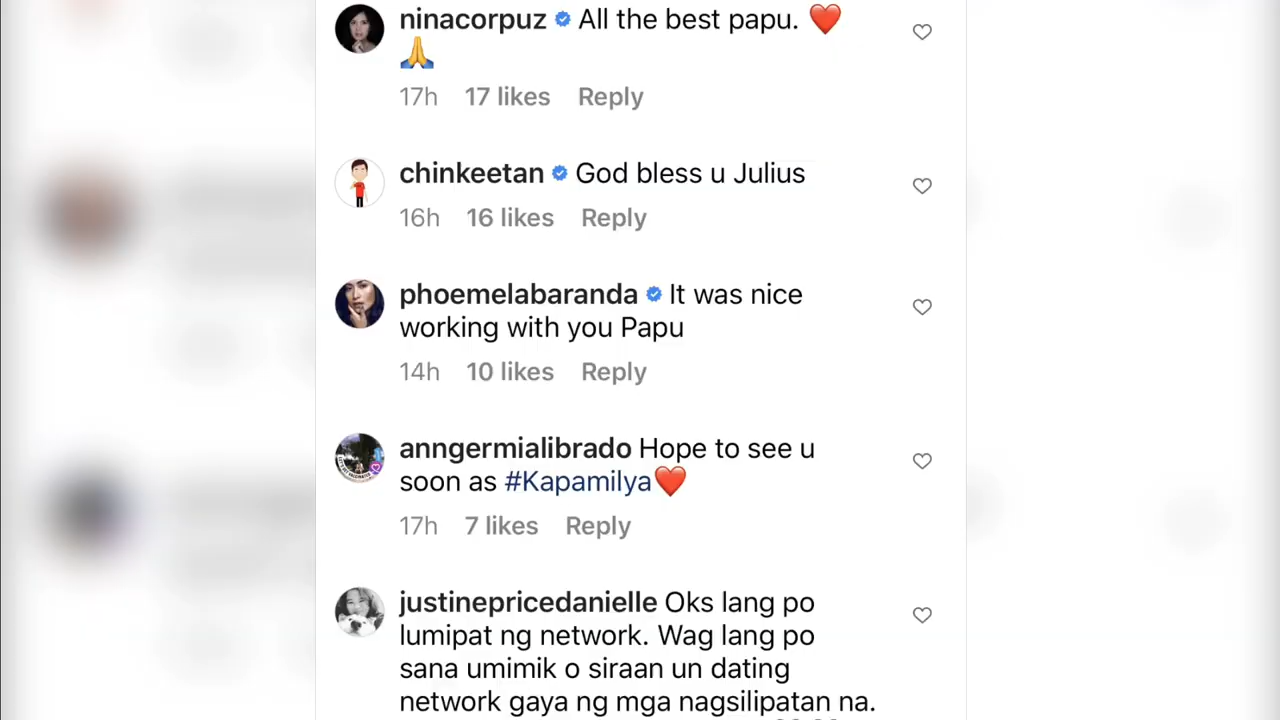 ninacorpuz All the best papu. ❤️
🙏
17h 17 likes Reply
chinkeetan God bless u Julius
16h 16 likes Reply
phoemelabaranda It was nice
working with you Papu
14h 10 likes Reply
anngermialibrado Hope to see u
soon as #Kapamilya❤️
17h 7 likes Reply
justinepricedanielle Oks lang po
lumipat ng network. Wag lang po
sana umimik o siraan un dating
network gaya ng mga nagsilipatan na.